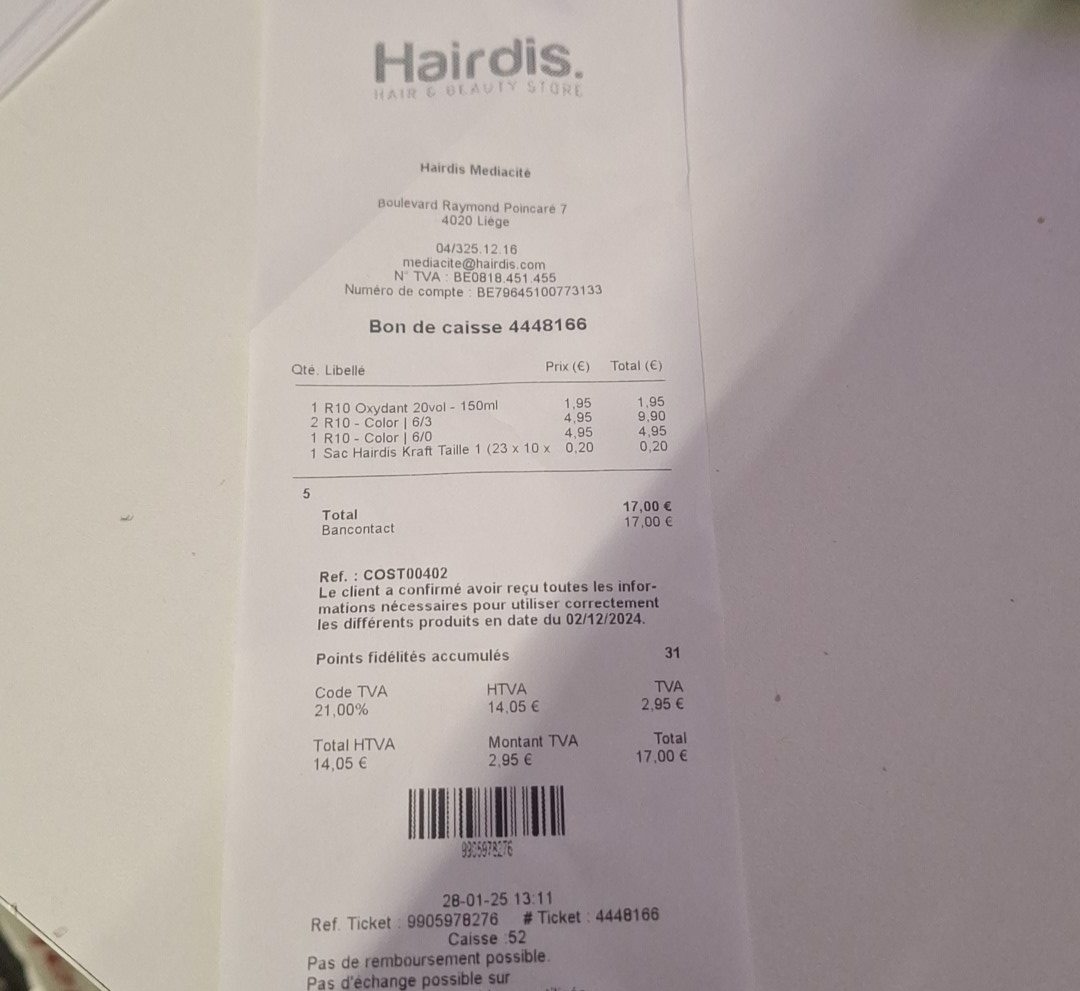 Hairdis.
HAIR & BEAUTY STORE
Hairdis Mediacité
Boulevard Raymond Poincaré 7
4020 Liège
04/325.12.16
mediacite@hairdis.com
N° TVA : BE0818.451.455
Numéro de compte : BE79645100773133
Bon de caisse 4448166
Qté. Libellé Prix (€) Total (€)
1 R10 Oxydant 20vol - 150ml 1,95 1,95
2 R10 - Color | 6/3 4,95 9,90
1 R10 - Color | 6/0 4,95 4,95
1 Sac Hairdis Kraft Taille 1 (23 x 10 x 0,20 0,20
5
Total 17,00 €
Bancontact 17,00 €
Ref. : COST00402
Le client a confirmé avoir reçu toutes les infor-
mations nécessaires pour utiliser correctement
les différents produits en date du 02/12/2024.
Points fidélités accumulés 31
Code TVA HTVA TVA
21,00% 14,05 € 2,95 €
Total HTVA Montant TVA Total
14,05 € 2,95 € 17,00 €
9905978276
28-01-25 13:11
Ref. Ticket : 9905978276 # Ticket : 4448166
Caisse :52
Pas de remboursement possible.
Pas d'échange possible sur